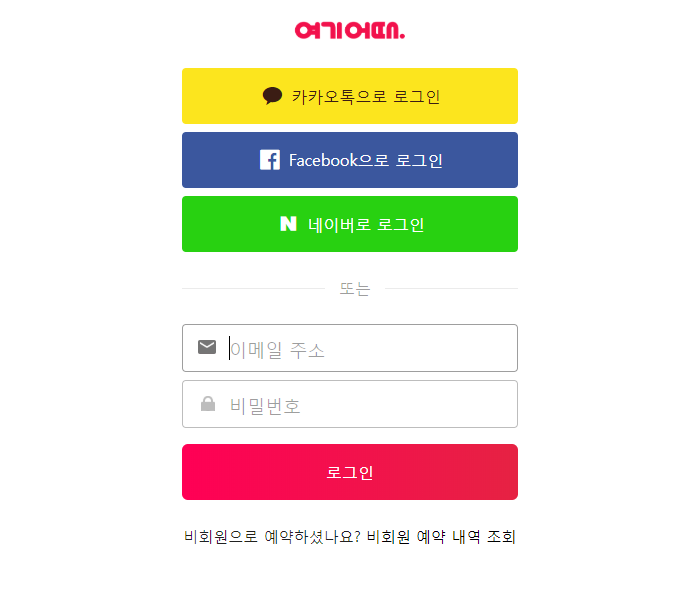 여기어때.
카카오톡으로 로그인
Facebook으로 로그인
N 네이버로 로그인
또는
이메일 주소
비밀번호
로그인
비회원으로 예약하셨나요? 비회원 예약 내역 조회